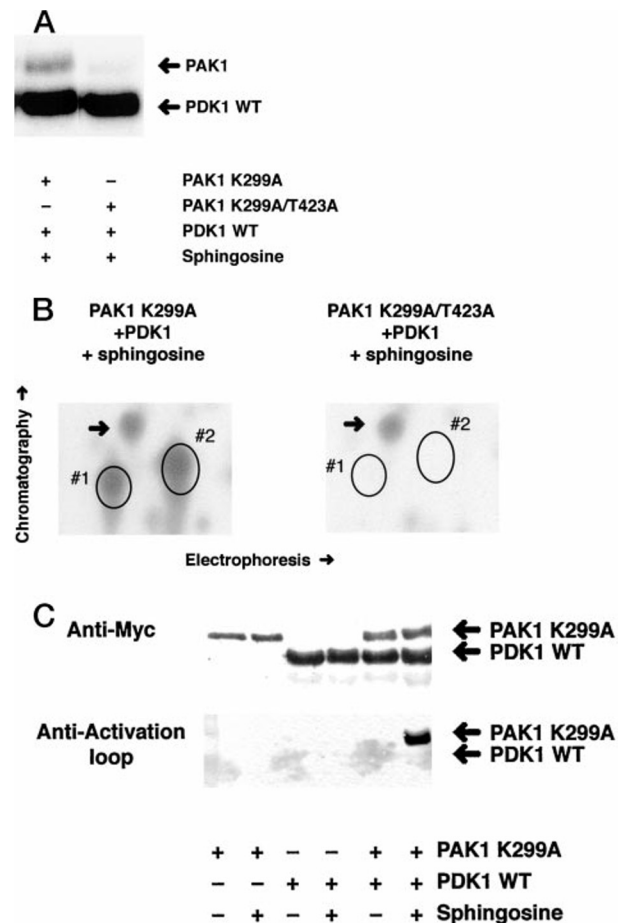 A
← PAK1
← PDK1 WT
+ – PAK1 K299A
– + PAK1 K299A/T423A
+ + PDK1 WT
+ + Sphingosine
B
PAK1 K299A
+PDK1
+ sphingosine
PAK1 K299A/T423A
+PDK1
+ sphingosine
Chromatography →
#1
#2
#1
#2
Electrophoresis →
C
Anti-Myc
← PAK1 K299A
← PDK1 WT
Anti-Activation
loop
← PAK1 K299A
← PDK1 WT
+ + – – + + PAK1 K299A
– – + + + + PDK1 WT
– + – + – + Sphingosine